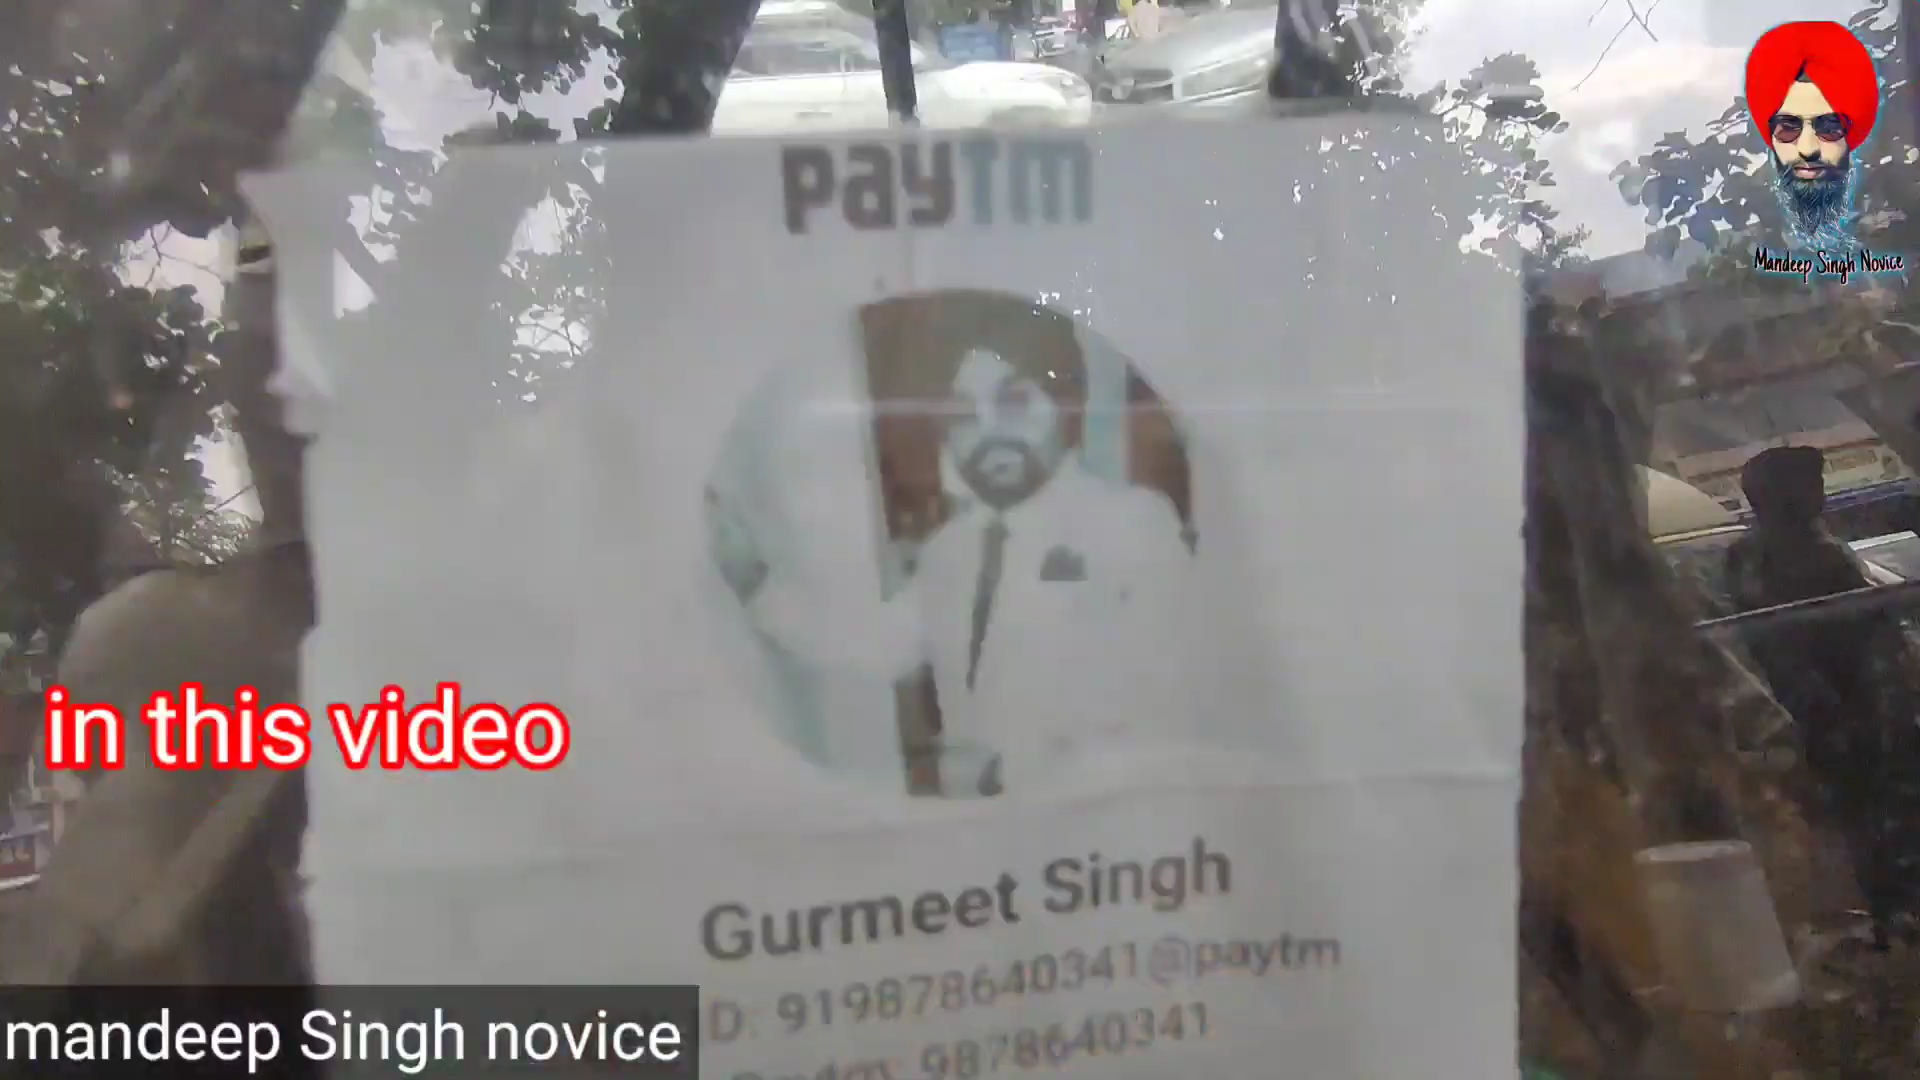 paytm
Mandeep Singh Novice
in this video
Gurmeet Singh
D: 919878640341@paytm
9878640341
mandeep Singh novice